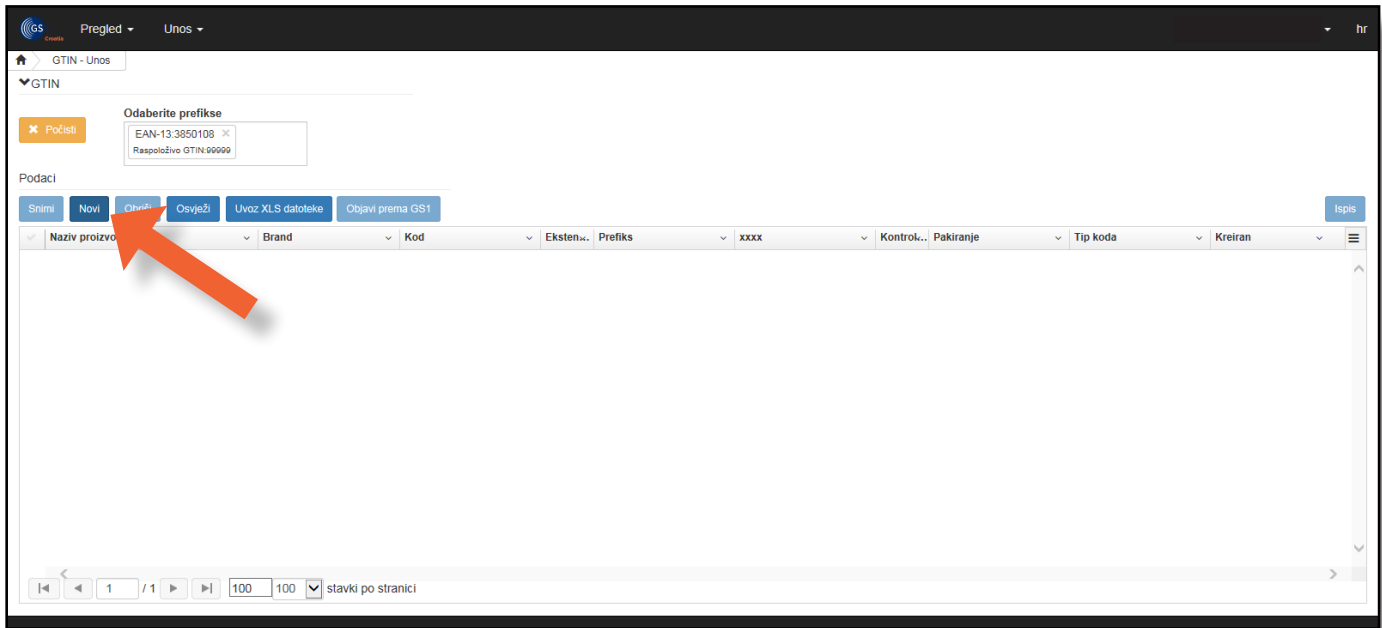 GS Croatia Pregled Unos hr
GTIN - Unos
GTIN
Odaberite prefikse
Počisti
EAN-13:3850108 ×
Raspoloživo GTIN:99999
Podaci
Snimi Novi Obriši Osvježi Uvoz XLS datoteke Objavi prema GS1 Ispis
Naziv proizvo Brand Kod Eksten... Prefiks xxxx Kontrol... Pakiranje Tip koda Kreiran
1 / 1 100 100 stavki po stranici